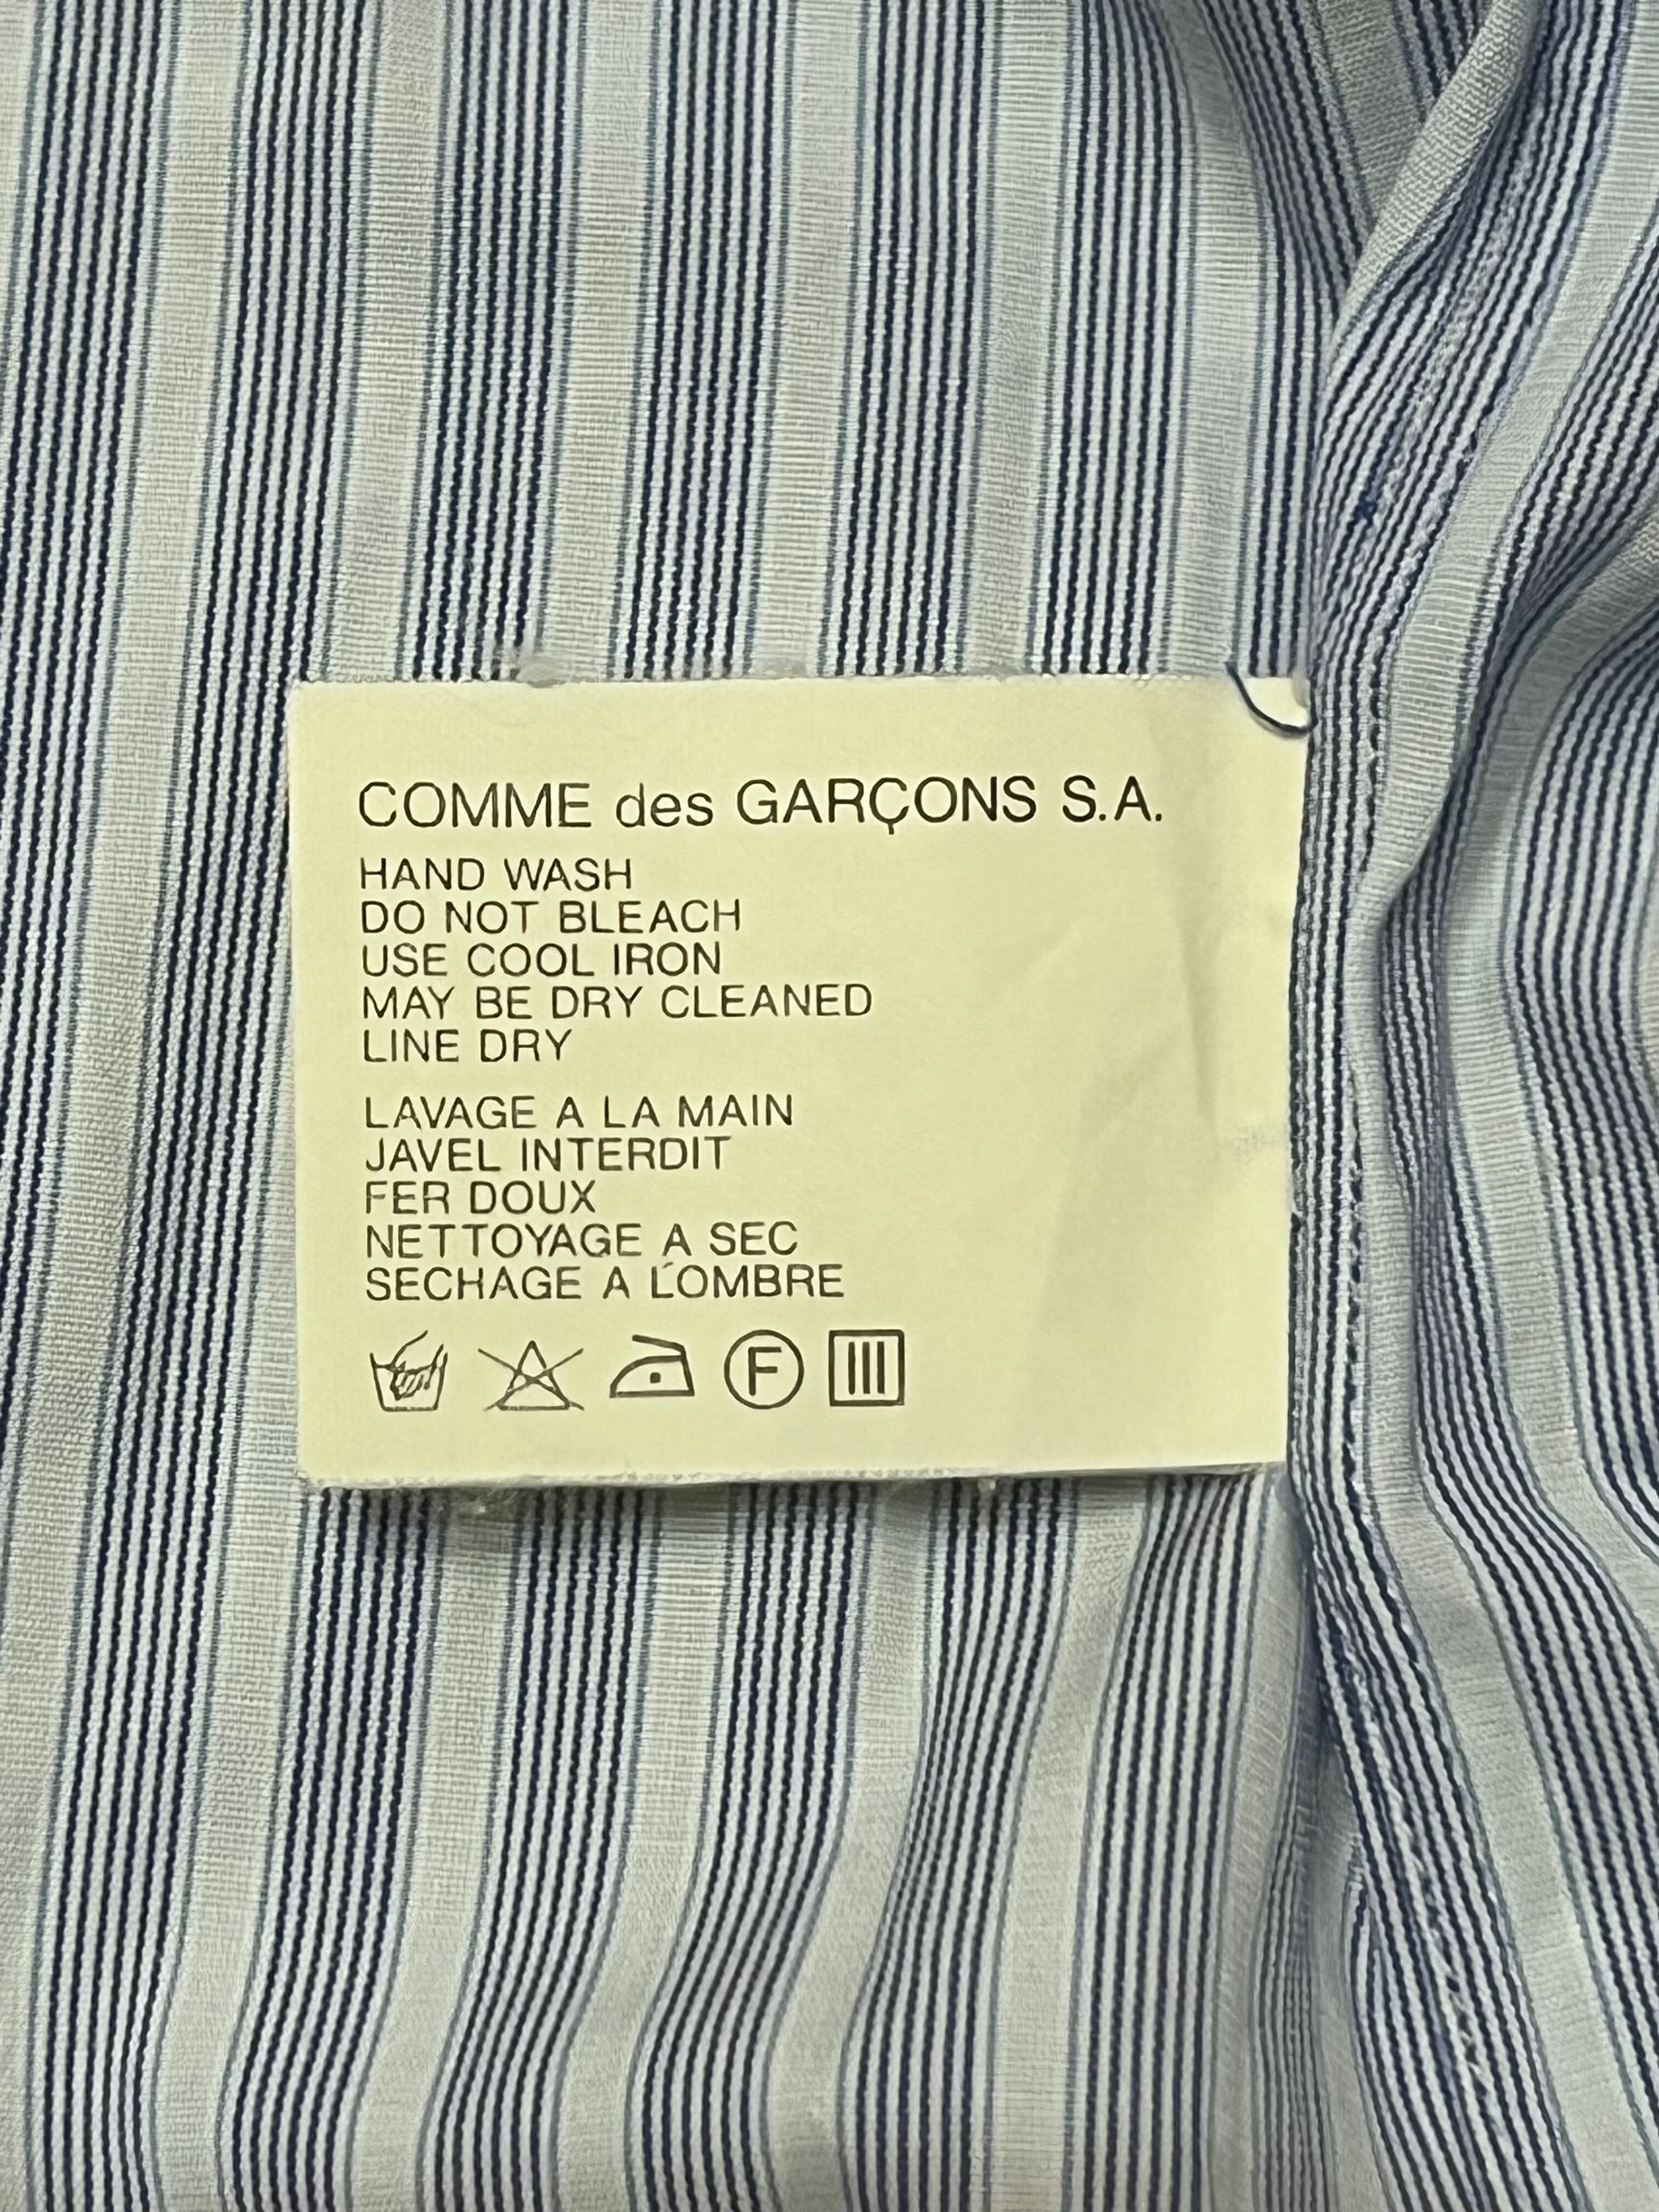 COMME des GARÇONS S.A.
HAND WASH
DO NOT BLEACH
USE COOL IRON
MAY BE DRY CLEANED
LINE DRY
LAVAGE A LA MAIN
JAVEL INTERDIT
FER DOUX
NETTOYAGE A SEC
SECHAGE A L'OMBRE
F